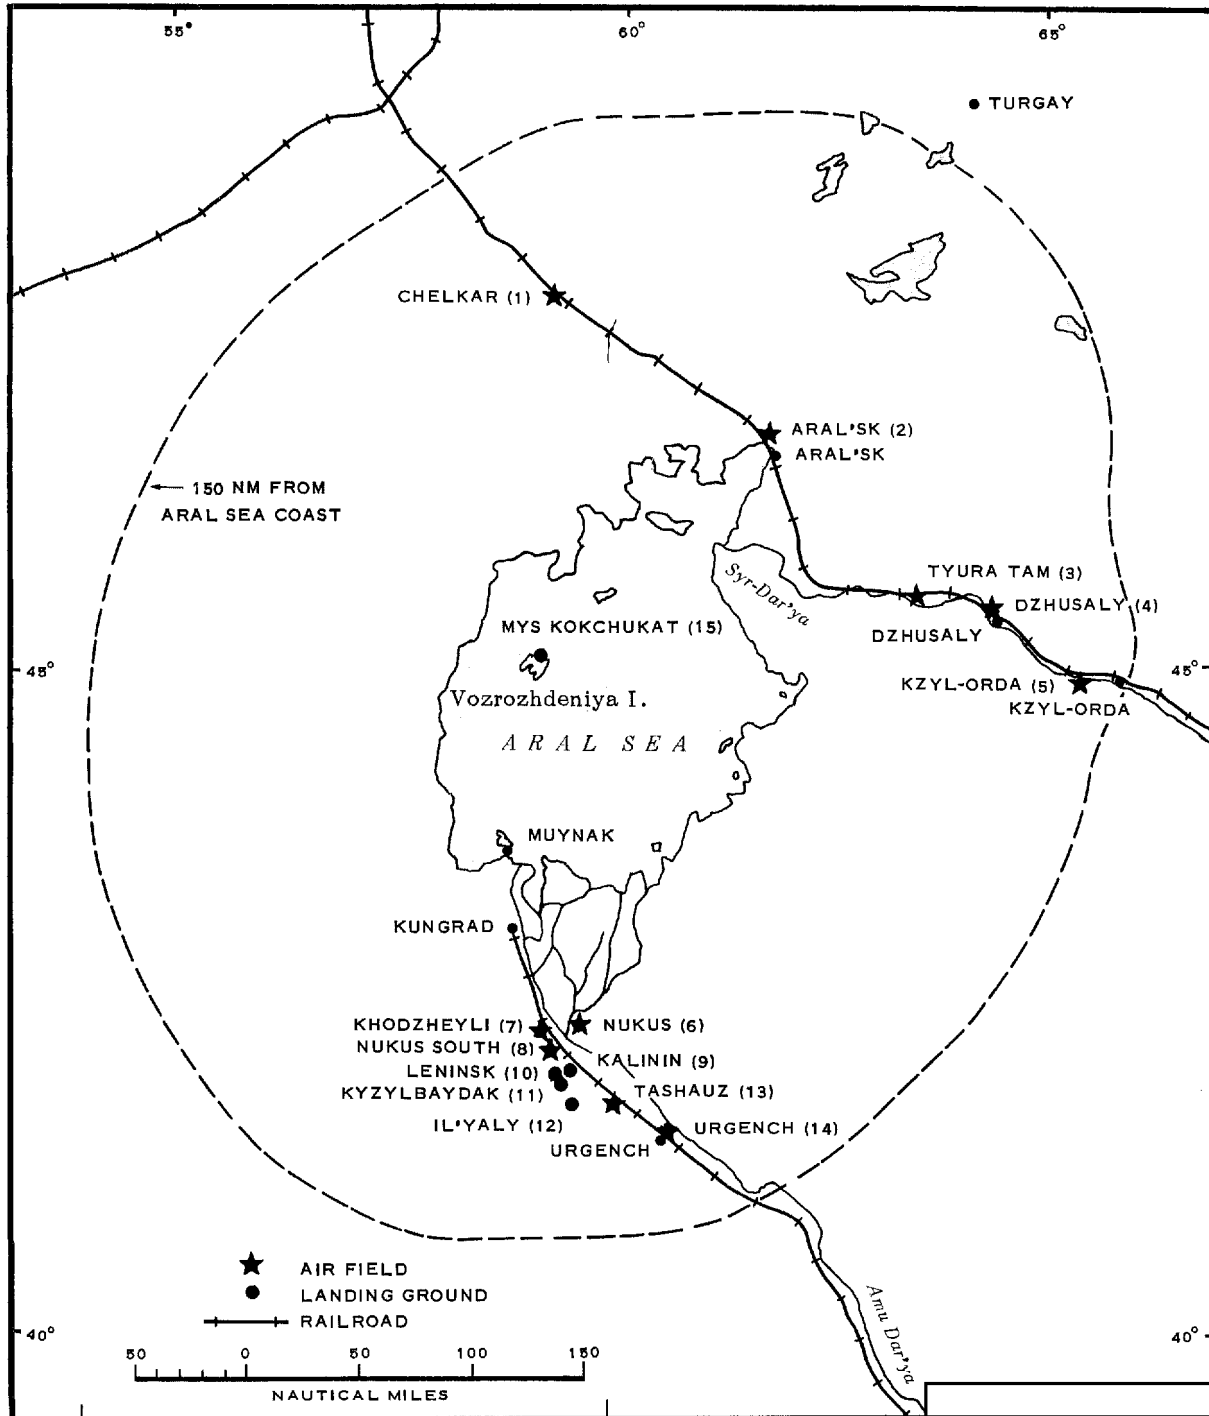 55°
60°
65°
TURGAY
CHELKAR (1)
ARAL'SK (2)
ARAL'SK
150 NM FROM
ARAL SEA COAST
Syr-Dar'ya
TYURA TAM (3)
DZHUSALY (4)
DZHUSALY
MYS KOKCHUKAT (15)
45°
45°
KZYL-ORDA (5)
KZYL-ORDA
Vozrozhdeniya I.
ARAL SEA
MUYNAK
KUNGRAD
KHODZHEYLI (7)
NUKUS (6)
NUKUS SOUTH (8)
KALININ (9)
LENINSK (10)
KYZYLBAYDAK (11)
TASHAUZ (13)
IL'YALY (12)
URGENCH (14)
URGENCH
AIR FIELD
LANDING GROUND
RAILROAD
Amu Dar'ya
40°
40°
50 0 50 100 150
NAUTICAL MILES